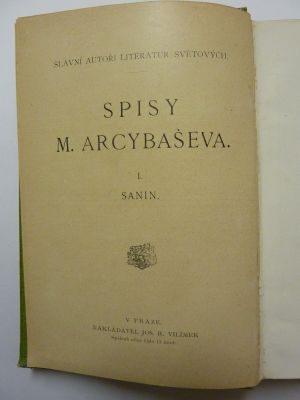 SLAVNÍ AUTOŘI LITERATUR SVĚTOVÝCH.
SPISY
M. ARCYBAŠEVA.
I.
SANIN.
V PRAZE.
NAKLADATEL JOS. R. VILÍMEK